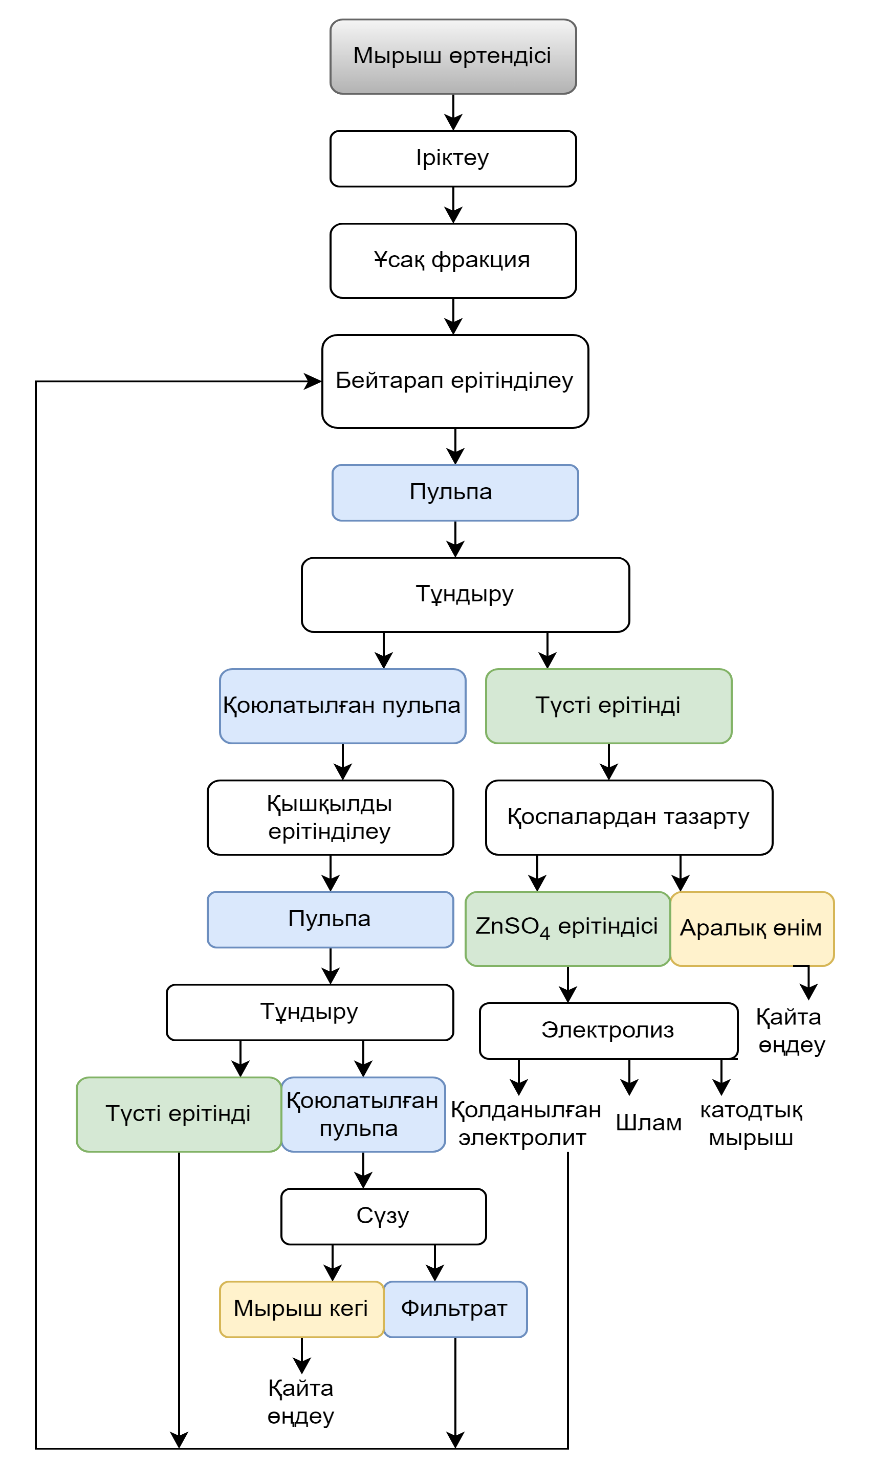 Мырыш өртендісі
Іріктеу
Ұсақ фракция
Бейтарап ерітінділеу
Пульпа
Тұндыру
Қоюлатылған пульпа
Түсті ерітінді
Қышқылды
ерітінділеу
Қоспалардан тазарту
Пульпа
ZnSO4 ерітіндісі
Аралық өнім
Тұндыру
Электролиз
Қайта
өңдеу
Түсті ерітінді
Қоюлатылған
пульпа
Қолданылған
электролит
Шлам
катодтық
мырыш
Сүзу
Мырыш кегі
Фильтрат
Қайта
өңдеу